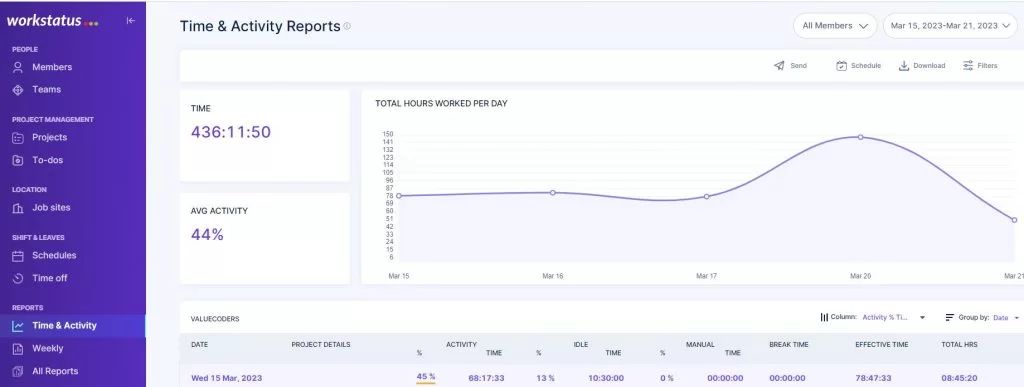 workstatus
Time & Activity Reports
All Members
Mar 15, 2023-Mar 21, 2023
PEOPLE
Members
Teams
PROJECT MANAGEMENT
Projects
To-dos
LOCATION
Job sites
SHIFT & LEAVES
Schedules
Time off
REPORTS
Time & Activity
Weekly
All Reports
Send
Schedule
Download
Filters
TIME
436:11:50
AVG ACTIVITY
44%
TOTAL HOURS WORKED PER DAY
150
141
132
123
114
105
96
87
78
69
60
51
42
33
24
15
6
Mar 15
Mar 16
Mar 17
Mar 20
Mar 21
VALUECODERS
Column: Activity % Ti...
Group by: Date
DATE PROJECT DETAILS ACTIVITY IDLE MANUAL BREAK TIME EFFECTIVE TIME TOTAL HRS
% TIME % TIME % TIME
Wed 15 Mar, 2023 45 % 68:17:33 13 % 10:30:00 0 % 00:00:00 00:00:00 78:47:33 08:45:20